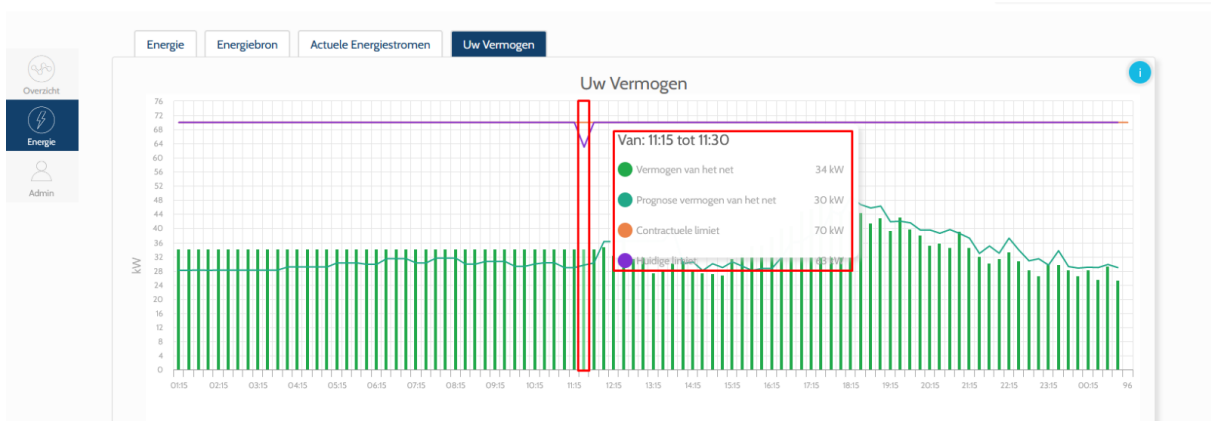 Energie
Energiebron
Actuele Energiestromen
Uw Vermogen
i
Overzicht
Energie
Admin
Uw Vermogen
76
72
68
64
60
56
52
48
44
40
36
32
28
24
20
16
12
8
4
0
kW
Van: 11:15 tot 11:30
Vermogen van het net 34 kW
Prognose vermogen van het net 30 kW
Contractuele limiet 70 kW
Huidige limiet 63 kW
01:15 02:15 03:15 04:15 05:15 06:15 07:15 08:15 09:15 10:15 11:15 12:15 13:15 14:15 15:15 16:15 17:15 18:15 19:15 20:15 21:15 22:15 23:15 00:15 96